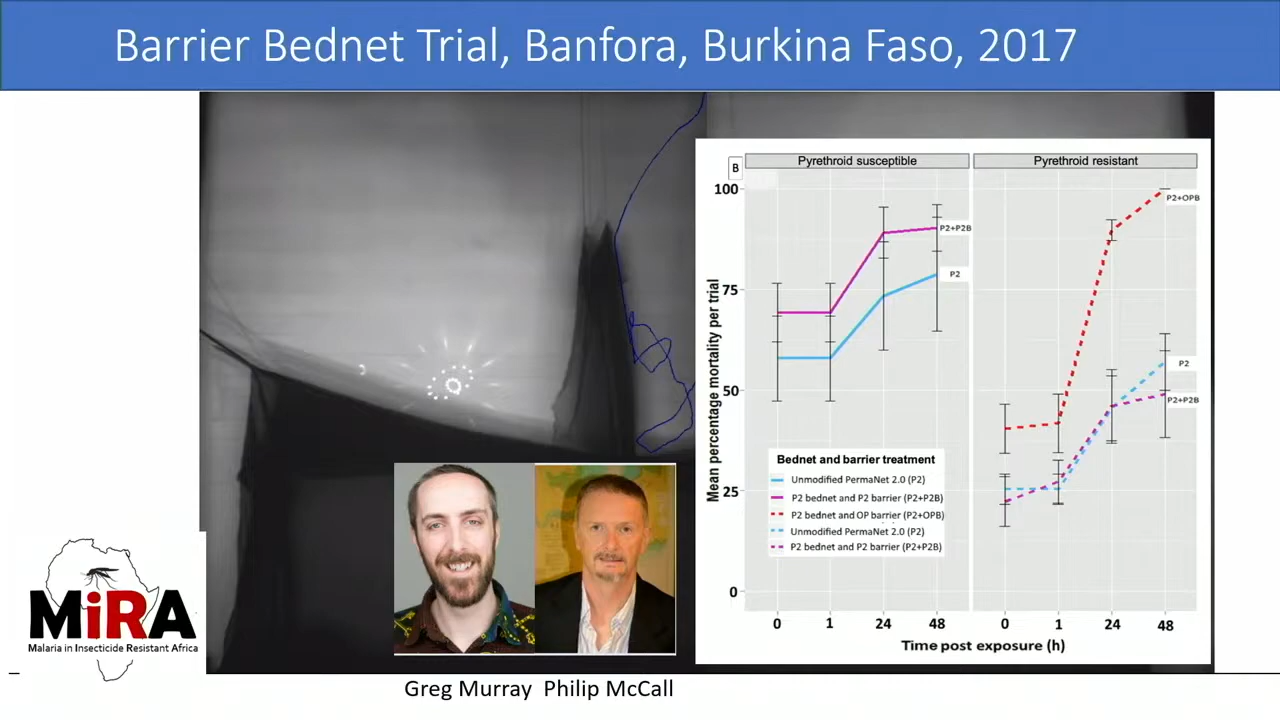 Barrier Bednet Trial, Banfora, Burkina Faso, 2017
B
Pyrethroid susceptible
Pyrethroid resistant
Mean percentage mortality per trial
100
75
50
25
0
P2+P2B
P2
P2+OPB
P2
P2+P2B
Bednet and barrier treatment
Unmodified PermaNet 2.0 (P2)
P2 bednet and P2 barrier (P2+P2B)
P2 bednet and OP barrier (P2+OPB)
Unmodified PermaNet 2.0 (P2)
P2 bednet and P2 barrier (P2+P2B)
0 1 24 48
0 1 24 48
Time post exposure (h)
MiRA
Malaria in Insecticide Resistant Africa
Greg Murray Philip McCall